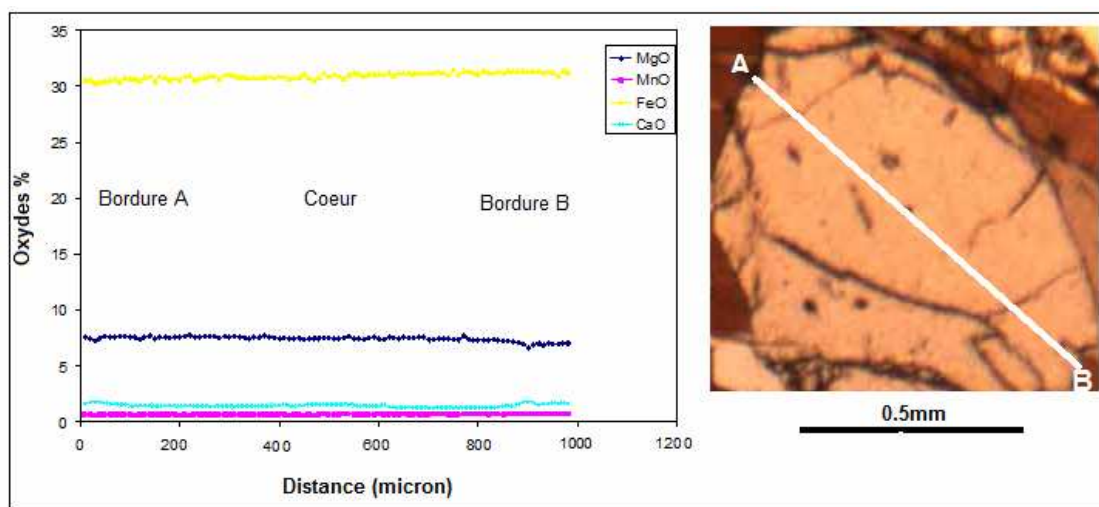 35
30
25
20
15
10
5
0
Oxydes %
0 200 400 600 800 1000 1200
Distance (micron)
Bordure A
Coeur
Bordure B
MgO
MnO
FeO
CaO
A
B
0.5mm